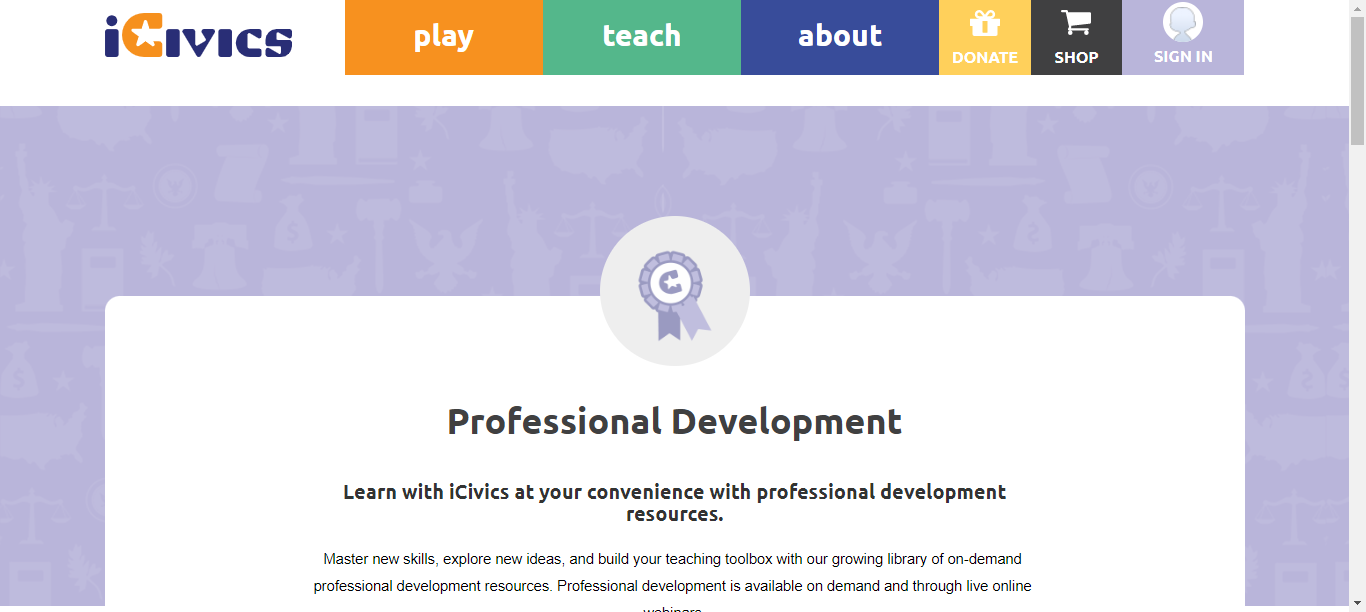 iCivics
play
teach
about
DONATE
SHOP
SIGN IN
Professional Development
Learn with iCivics at your convenience with professional development
resources.
Master new skills, explore new ideas, and build your teaching toolbox with our growing library of on-demand
professional development resources. Professional development is available on demand and through live online
webinars.